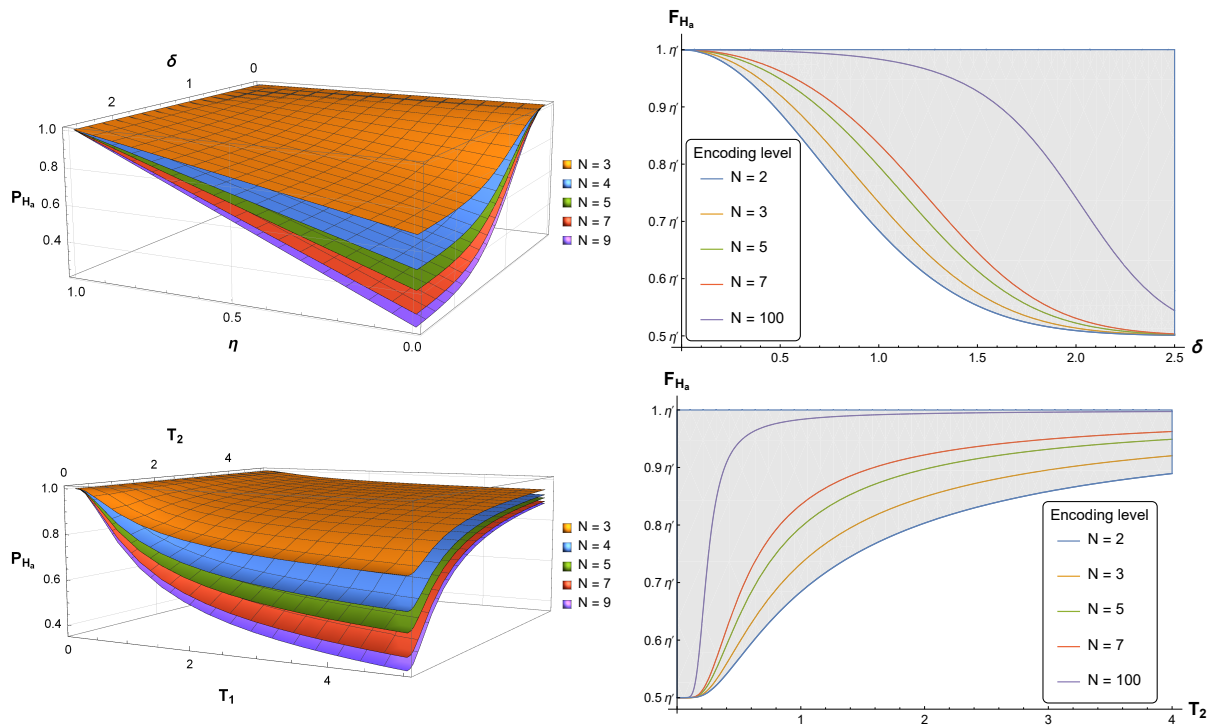 δ
0
1
2
1.0
0.8
0.6
0.4
P_{H_a}
1.0
0.5
0.0
η
N = 3
N = 4
N = 5
N = 7
N = 9
F_{H_a}
1. η′
0.9 η′
0.8 η′
0.7 η′
0.6 η′
0.5 η′
Encoding level
N = 2
N = 3
N = 5
N = 7
N = 100
0.5
1.0
1.5
2.0
2.5
δ
T₂
0
2
4
1.0
0.8
0.6
0.4
P_{H_a}
0
2
4
T₁
N = 3
N = 4
N = 5
N = 7
N = 9
F_{H_a}
1. η′
0.9 η′
0.8 η′
0.7 η′
0.6 η′
0.5 η′
Encoding level
N = 2
N = 3
N = 5
N = 7
N = 100
1
2
3
4
T₂